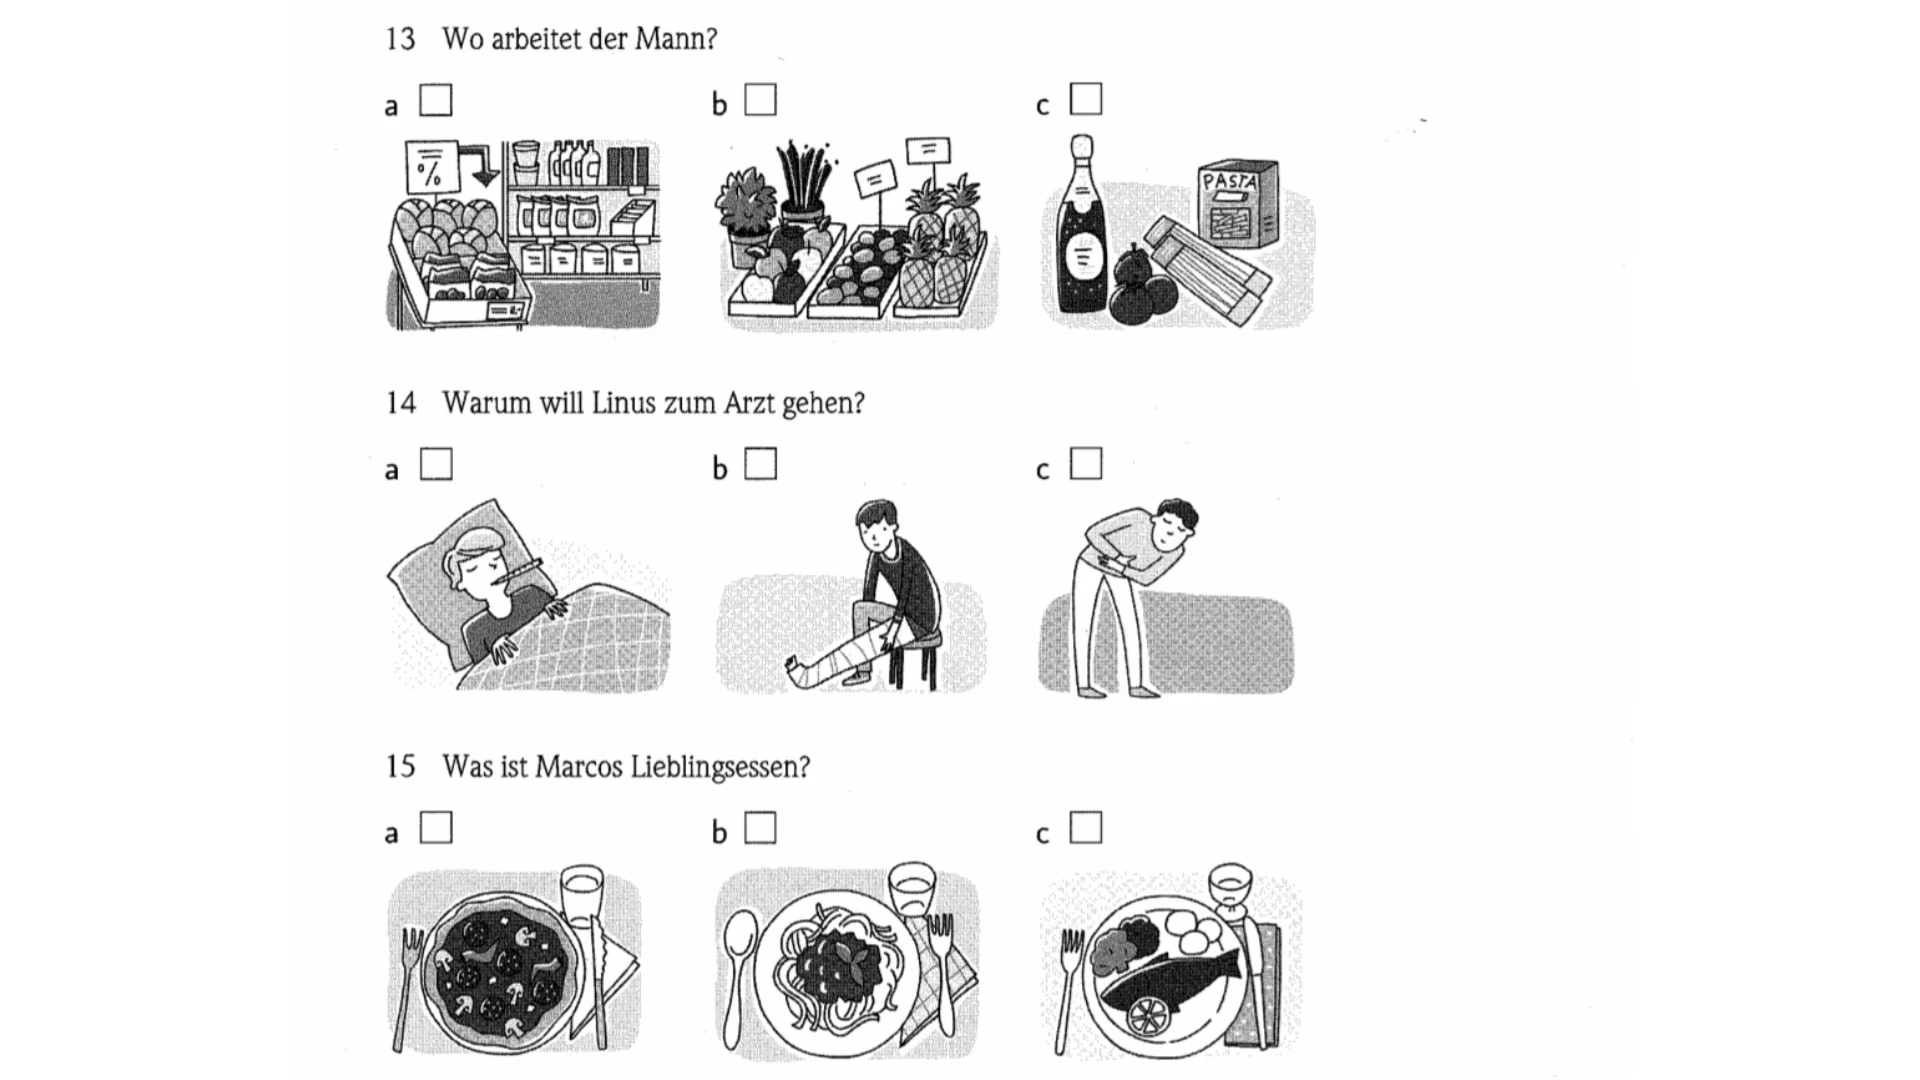 13 Wo arbeitet der Mann?
a b c
%
PASTA
14 Warum will Linus zum Arzt gehen?
a b c
15 Was ist Marcos Lieblingsessen?
a b c